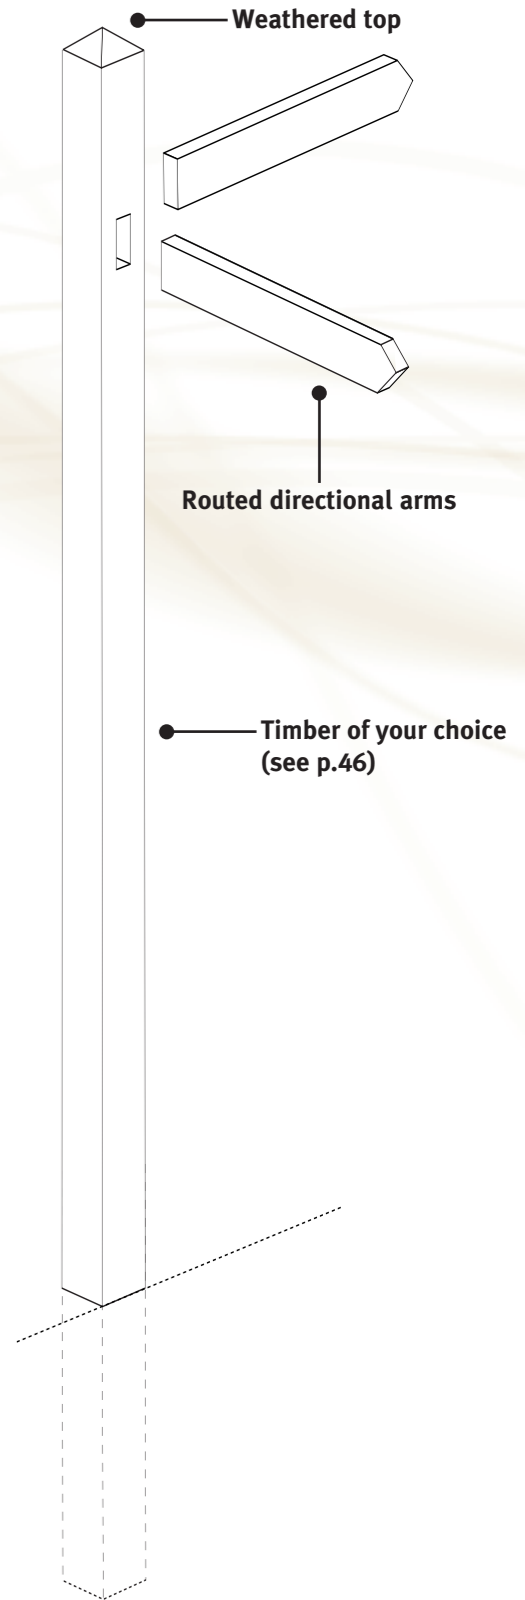 Weathered top
Routed directional arms
Timber of your choice
(see p.46)